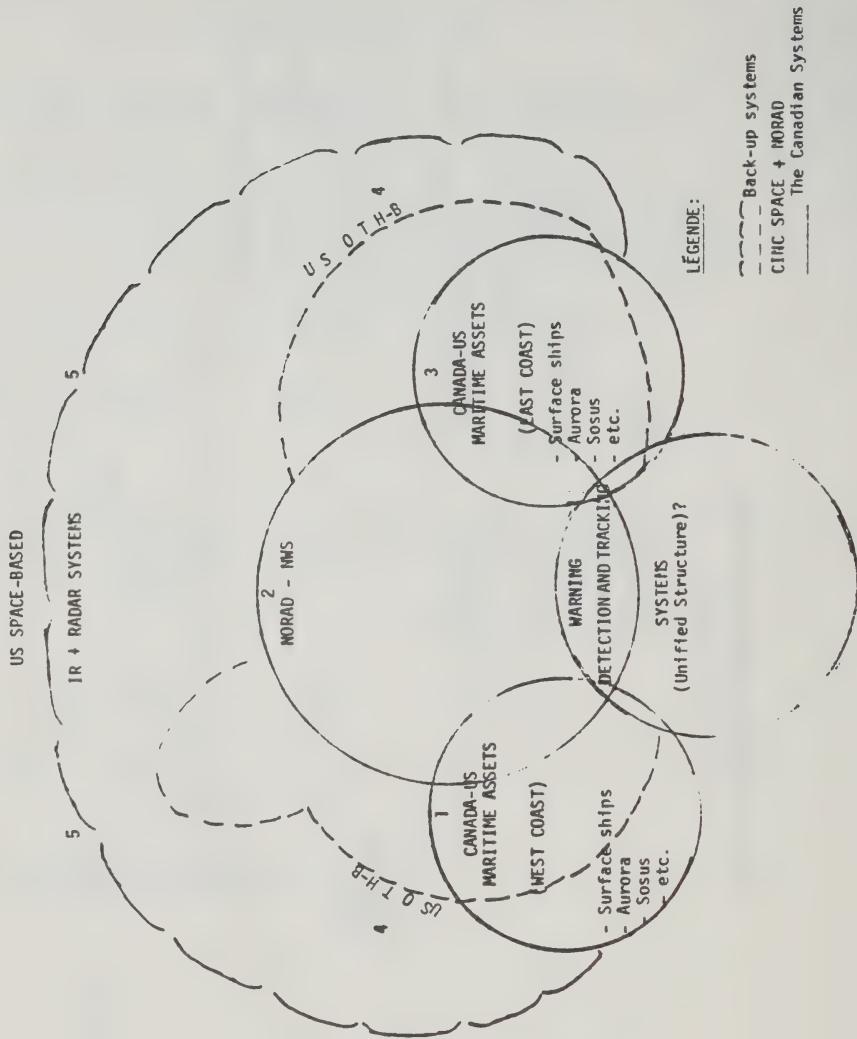 US SPACE-BASED
5
5
IR + RADAR SYSTEMS
4
US OTH-B
4
US OTH-B
2
NORAD - NWS
1
CANADA-US
MARITIME ASSETS
(WEST COAST)
- Surface ships
- Aurora
- Sosus
- etc.
3
CANADA-US
MARITIME ASSETS
(EAST COAST)
- Surface ships
- Aurora
- Sosus
- etc.
WARNING
DETECTION AND TRACKING
SYSTEMS
(Unified Structure)?
LÉGENDE:
Back-up systems
CINC SPACE + NORAD
The Canadian Systems